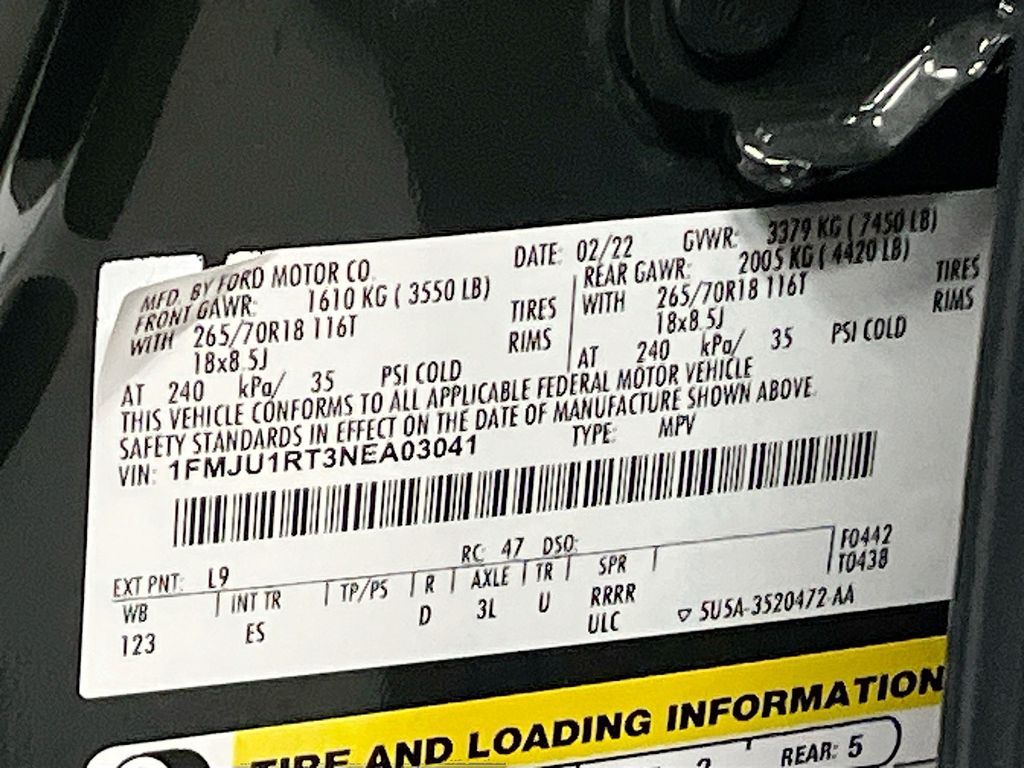 MFD. BY FORD MOTOR CO. DATE: 02/22 GVWR: 3379 KG ( 7450 LB)
FRONT GAWR: 1610 KG ( 3550 LB) REAR GAWR: 2005 KG ( 4420 LB)
WITH 265/70R18 116T TIRES WITH 265/70R18 116T TIRES
18x8.5J RIMS 18x8.5J RIMS
AT 240 kPa/ 35 PSI COLD AT 240 kPa/ 35 PSI COLD
THIS VEHICLE CONFORMS TO ALL APPLICABLE FEDERAL MOTOR VEHICLE
SAFETY STANDARDS IN EFFECT ON THE DATE OF MANUFACTURE SHOWN ABOVE.
VIN: 1FMJU1RT3NEA03041 TYPE: MPV
EXT PNT: L9 RC: 47 DSO: F0442
WB INT TR TP/PS R AXLE TR SPR T0438
123 ES D 3L U RRRR
ULC ▽ 5U5A-3520472-AA
TIRE AND LOADING INFORMATION
REAR: 5